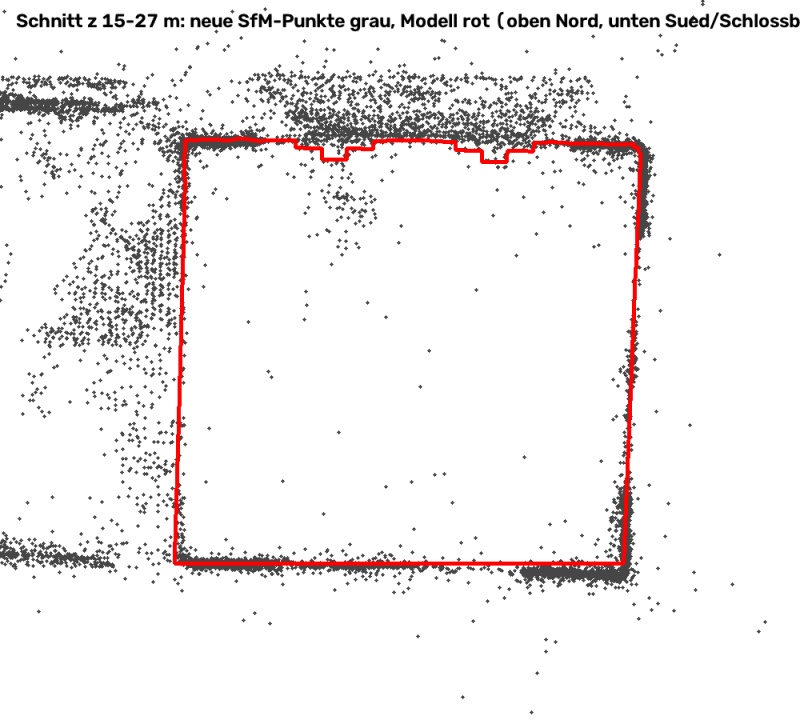 Schnitt z 15-27 m: neue SfM-Punkte grau, Modell rot (oben Nord, unten Sued/Schlossb